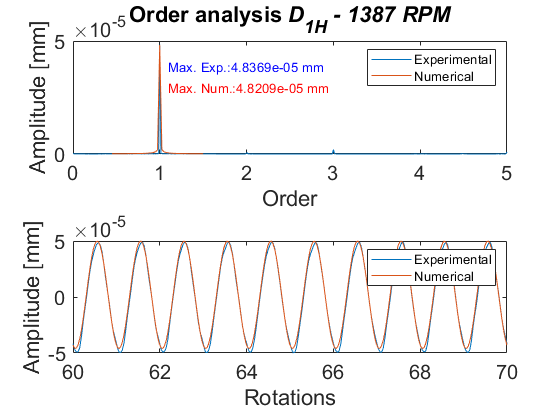 Order analysis D1H - 1387 RPM
×10-5
Amplitude [mm]
5
0
Max. Exp.:4.8369e-05 mm
Max. Num.:4.8209e-05 mm
Experimental
Numerical
0 1 2 3 4 5
Order
×10-5
Amplitude [mm]
5
0
-5
Experimental
Numerical
60 62 64 66 68 70
Rotations